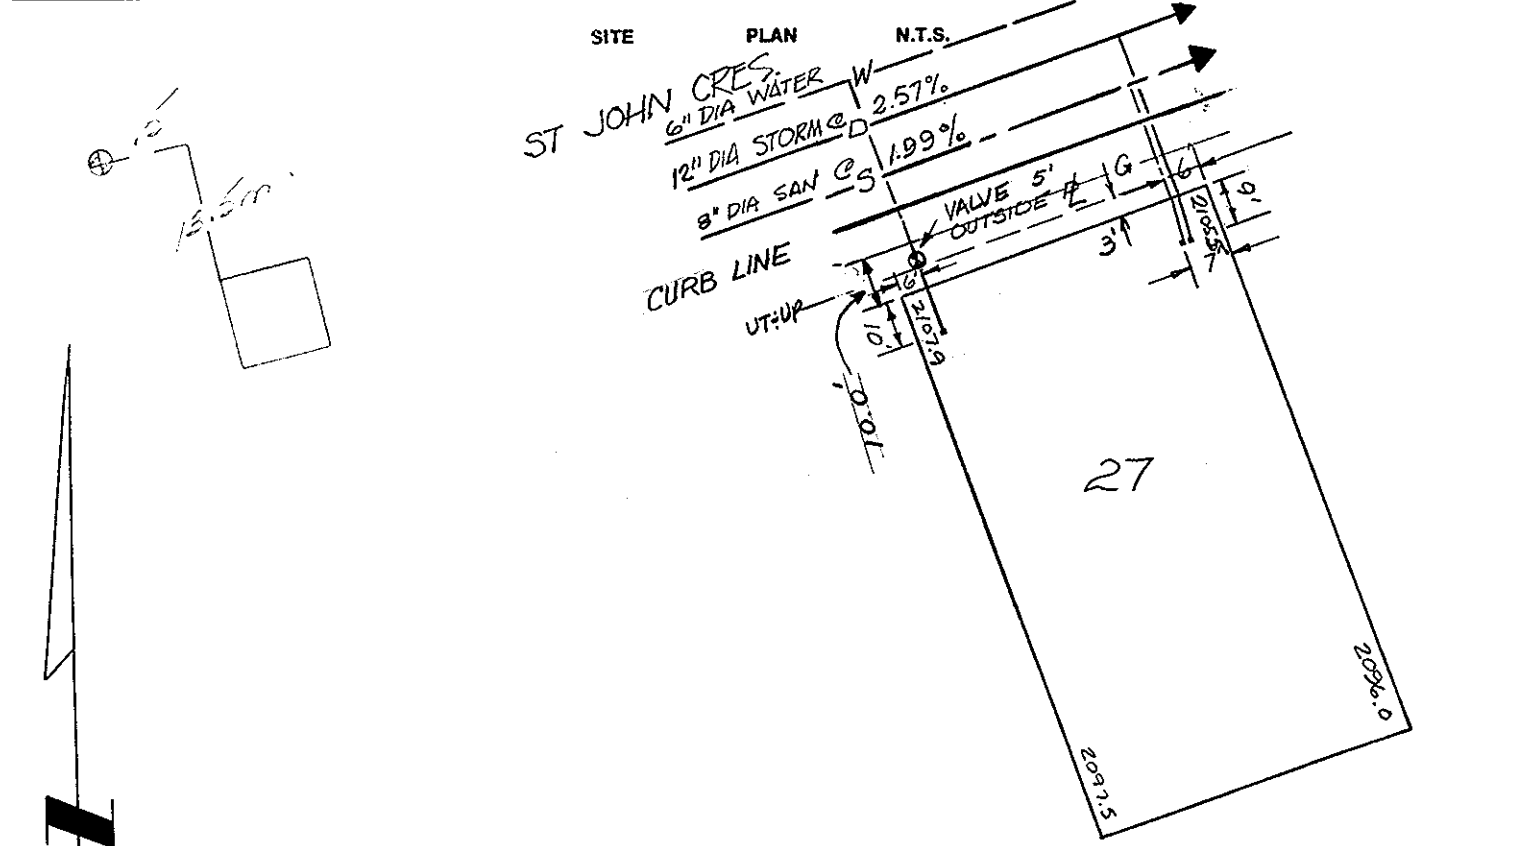 SITE PLAN N.T.S.
ST JOHN CRES.
6" DIA WATER W
12" DIA STORM @ D 2.57%
8" DIA SAN @ S 1.99%
CURB LINE
VALVE 5'
OUTSIDE PL
G
6'
9'
2105.5
7'
3'
UT:UP
6'
10'
2107.9
10.0'
13.5m
27
2096.0
2097.5
N